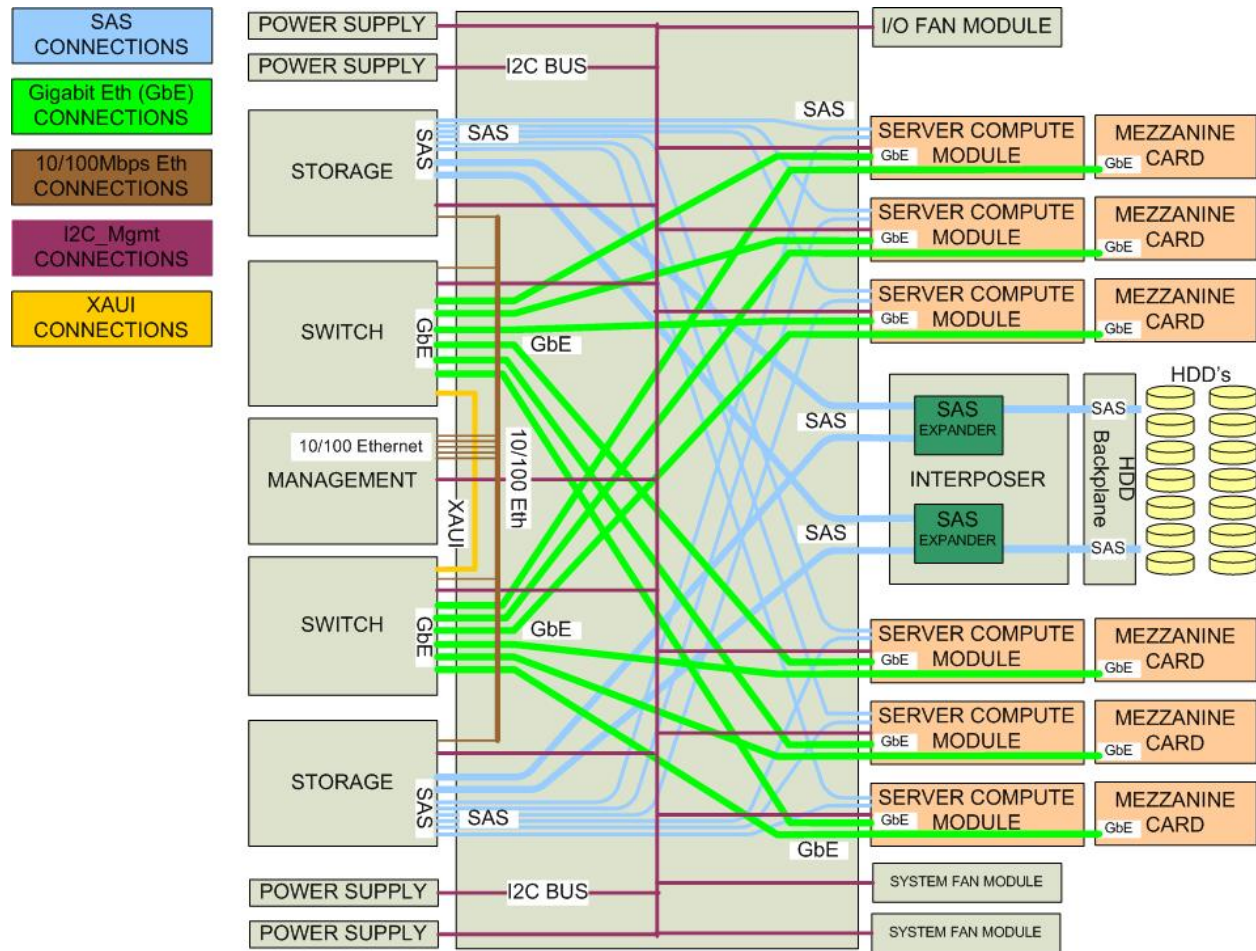 SAS
CONNECTIONS
Gigabit Eth (GbE)
CONNECTIONS
10/100Mbps Eth
CONNECTIONS
I2C_Mgmt
CONNECTIONS
XAUI
CONNECTIONS
POWER SUPPLY
POWER SUPPLY
I2C BUS
I/O FAN MODULE
STORAGE
SAS
SAS
SAS
SWITCH
GbE
GbE
10/100 Ethernet
MANAGEMENT
XAUI
10/100 Eth
SWITCH
GbE
GbE
STORAGE
SAS
SAS
POWER SUPPLY
I2C BUS
POWER SUPPLY
SERVER COMPUTE
MODULE
GbE
MEZZANINE
CARD
GbE
SERVER COMPUTE
MODULE
GbE
MEZZANINE
CARD
GbE
SERVER COMPUTE
MODULE
GbE
MEZZANINE
CARD
GbE
SAS
SAS
SAS
EXPANDER
INTERPOSER
SAS
EXPANDER
SAS
HDD
Backplane
SAS
HDD's
SERVER COMPUTE
MODULE
GbE
MEZZANINE
CARD
GbE
SERVER COMPUTE
MODULE
GbE
MEZZANINE
CARD
GbE
SERVER COMPUTE
MODULE
GbE
MEZZANINE
CARD
GbE
GbE
SYSTEM FAN MODULE
SYSTEM FAN MODULE